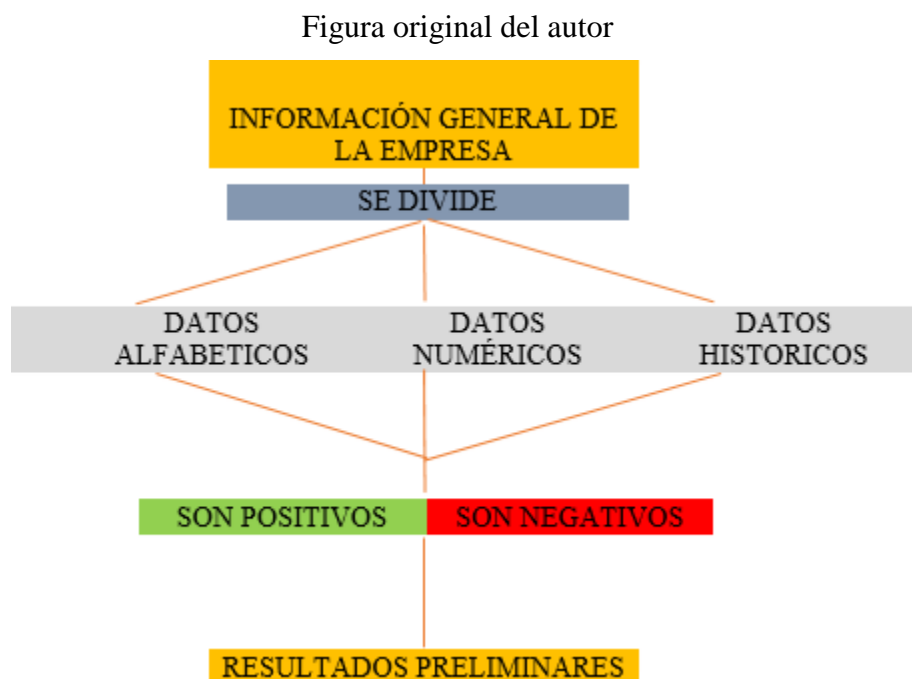 Figura original del autor
INFORMACIÓN GENERAL DE
LA EMPRESA
SE DIVIDE
DATOS
ALFABETICOS
DATOS
NUMÉRICOS
DATOS
HISTORICOS
SON POSITIVOS
SON NEGATIVOS
RESULTADOS PRELIMINARES